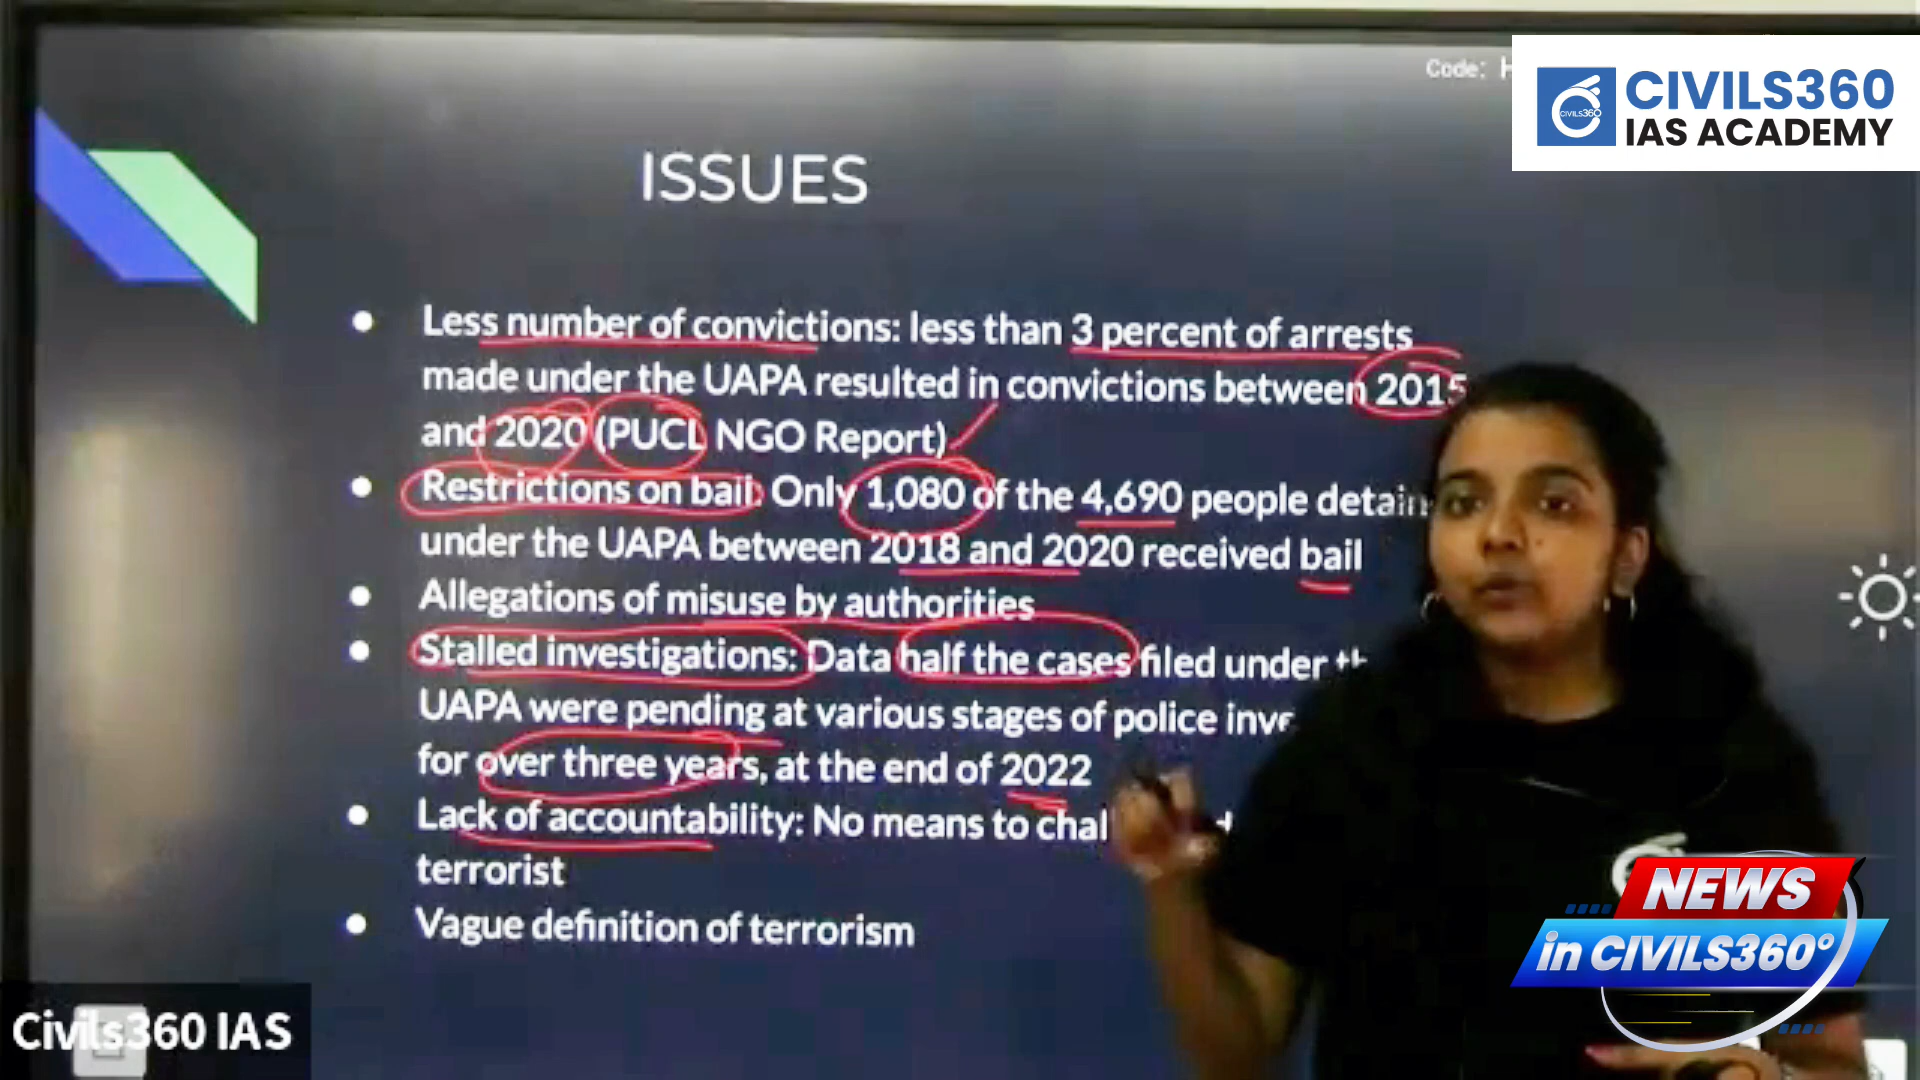 Code: H
CIVILS360
IAS ACADEMY
CIVILS360
ISSUES
● Less number of convictions: less than 3 percent of arrests
made under the UAPA resulted in convictions between 2015
and 2020 (PUCL NGO Report)
● Restrictions on bail: Only 1,080 of the 4,690 people detain
under the UAPA between 2018 and 2020 received bail
● Allegations of misuse by authorities
● Stalled investigations: Data half the cases filed under th
UAPA were pending at various stages of police inve
for over three years, at the end of 2022
● Lack of accountability: No means to chal
terrorist
● Vague definition of terrorism
NEWS
in CIVILS360°
Civils360 IAS